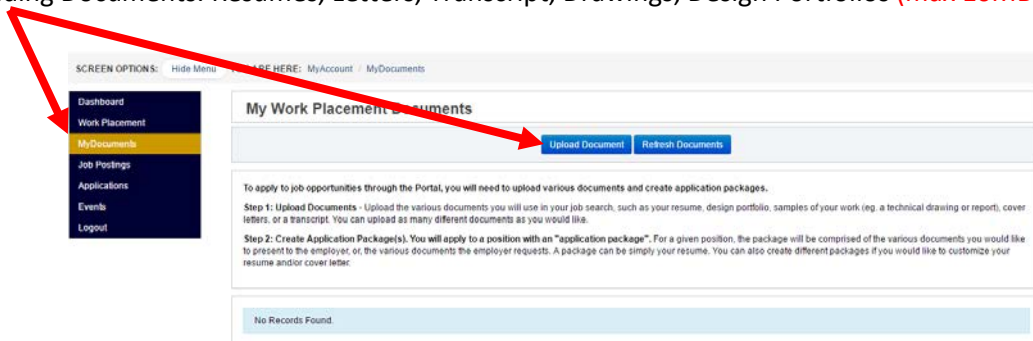 Documents: Resumes, Letters, Transcript, Drawings, Design Portfolios (max
SCREEN OPTIONS: Hide Menu ARE HERE: MyAccount / MyDocuments
Dashboard
Work Placement
MyDocuments
Job Postings
Applications
Events
Logout
My Work Placement Documents
Upload Document Refresh Documents
To apply to job opportunities through the Portal, you will need to upload various documents and create application packages.
Step 1: Upload Documents - Upload the various documents you will use in your job search, such as your resume, design portfolio, samples of your work (eg. a technical drawing or report), cover
letters, or a transcript. You can upload as many different documents as you would like.
Step 2: Create Application Package(s). You will apply to a position with an "application package". For a given position, the package will be comprised of the various documents you would like
to present to the employer, or, the various documents the employer requests. A package can be simply your resume. You can also create different packages if you would like to customize your
resume and/or cover letter.
No Records Found.